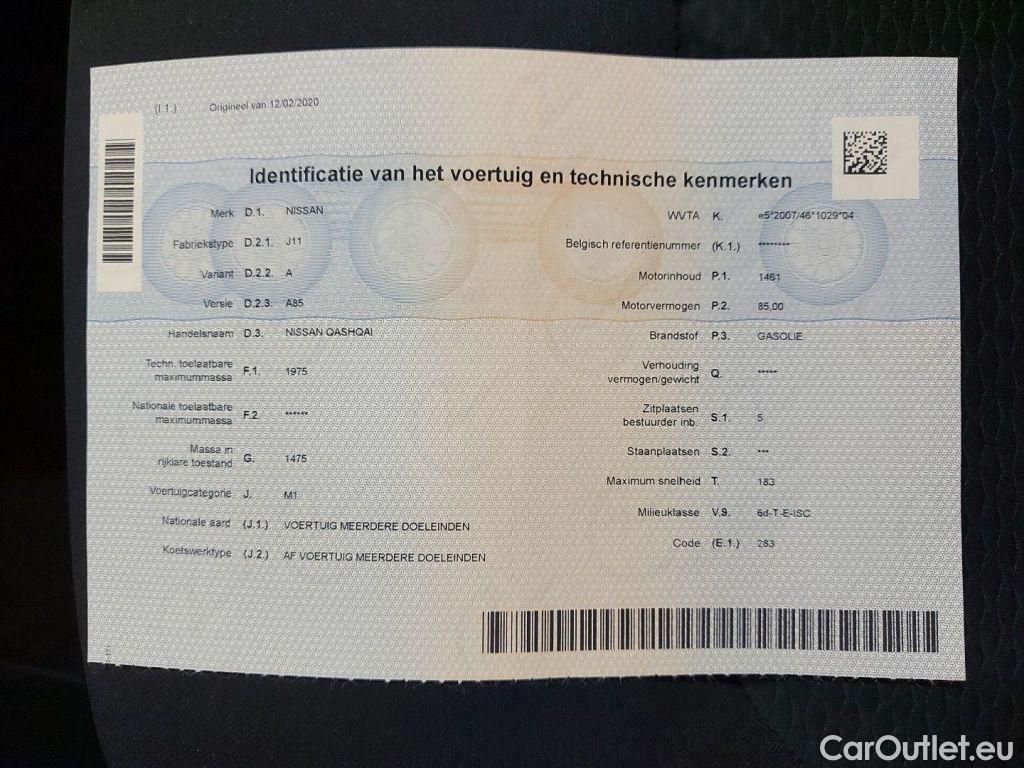 (I.1.) Origineel van 12/02/2020
Identificatie van het voertuig en technische kenmerken
Merk D.1. NISSAN
Fabriekstype D.2.1. J11
Variant D.2.2. A
Versie D.2.3. A85
Handelsnaam D.3. NISSAN QASHQAI
Techn. toelaatbare
maximummassa F.1. 1975
Nationale toelaatbare
maximummassa F.2. ******
Massa in
rijklare toestand G. 1475
Voertuigcategorie J. M1
Nationale aard (J.1.) VOERTUIG MEERDERE DOELEINDEN
Koetswerktype (J.2.) AF VOERTUIG MEERDERE DOELEINDEN
WVTA K. e5*2007/46*1029*04
Belgisch referentienummer (K.1.) ********
Motorinhoud P.1. 1461
Motorvermogen P.2. 85,00
Brandstof P.3. GASOLIE
Verhouding
vermogen/gewicht Q. *****
Zitplaatsen
bestuurder inb. S.1. 5
Staanplaatsen S.2. ***
Maximum snelheid T. 183
Milieuklasse V.9. 6d-T-E-ISC
Code (E.1.) 283
CarOutlet.eu